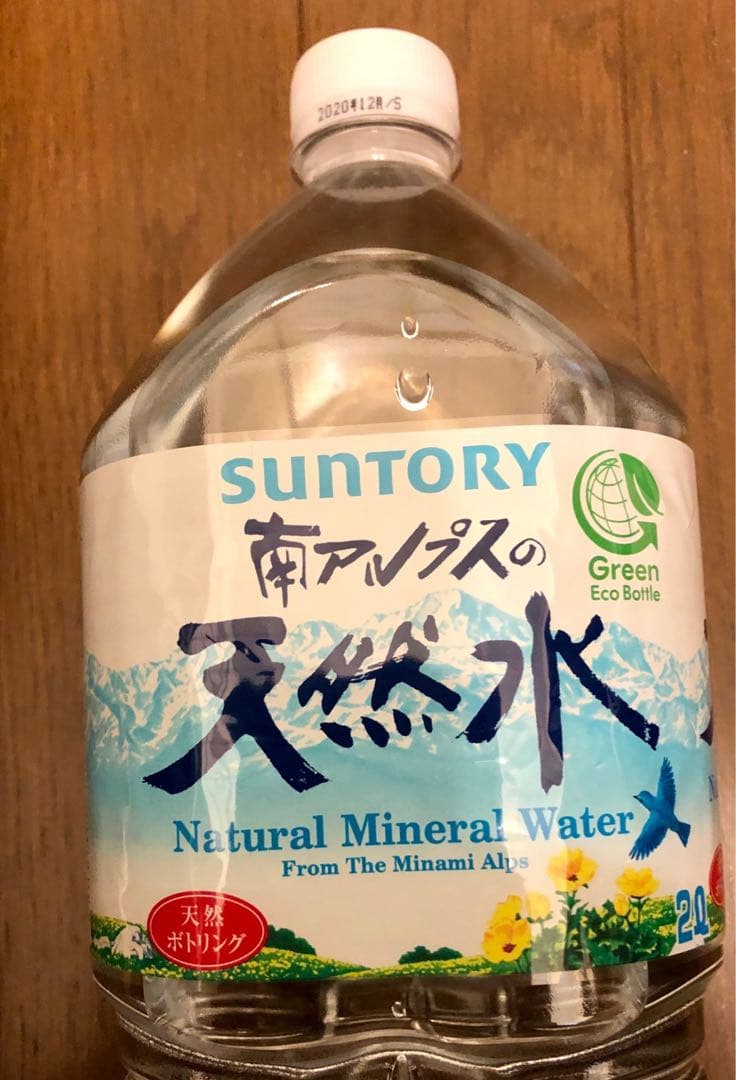 2020年12月/S
SUNTORY
南アルプスの
天然水
Green
Eco Bottle
Natural Mineral Water
From The Minami Alps
天然
ボトリング
2ℓ